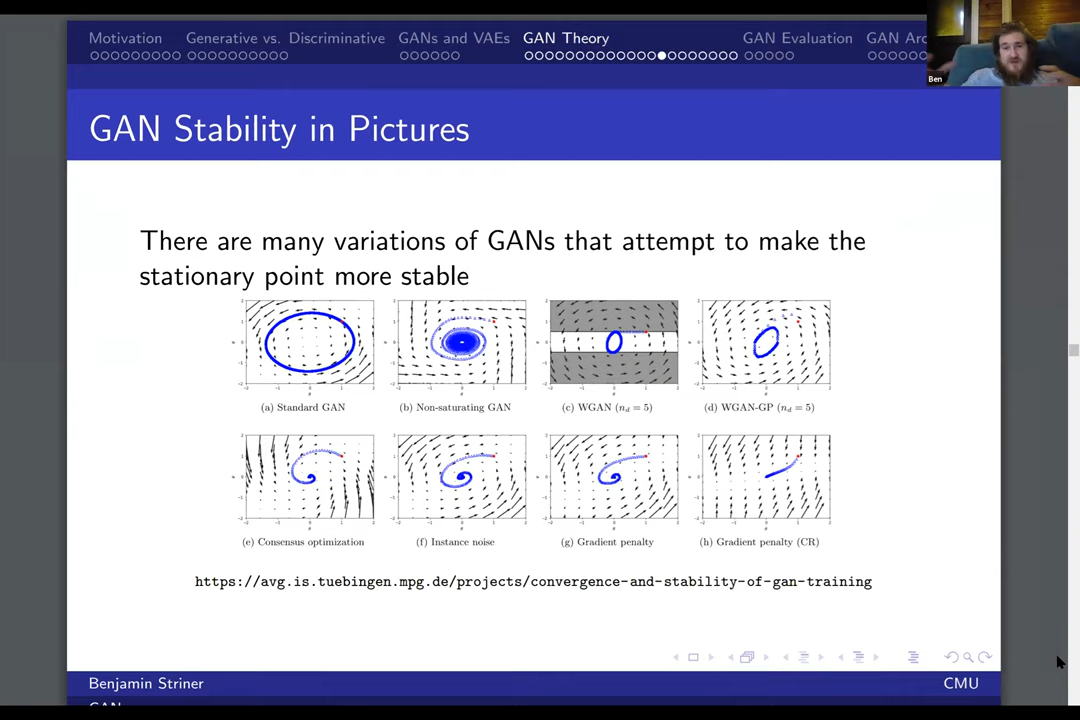 Motivation Generative vs. Discriminative GANs and VAEs GAN Theory GAN Evaluation GAN Arc
Ben
GAN Stability in Pictures
There are many variations of GANs that attempt to make the
stationary point more stable
(a) Standard GAN (b) Non-saturating GAN (c) WGAN (n_d = 5) (d) WGAN-GP (n_d = 5)
(e) Consensus optimization (f) Instance noise (g) Gradient penalty (h) Gradient penalty (CR)
https://avg.is.tuebingen.mpg.de/projects/convergence-and-stability-of-gan-training
Benjamin Striner CMU
GAN